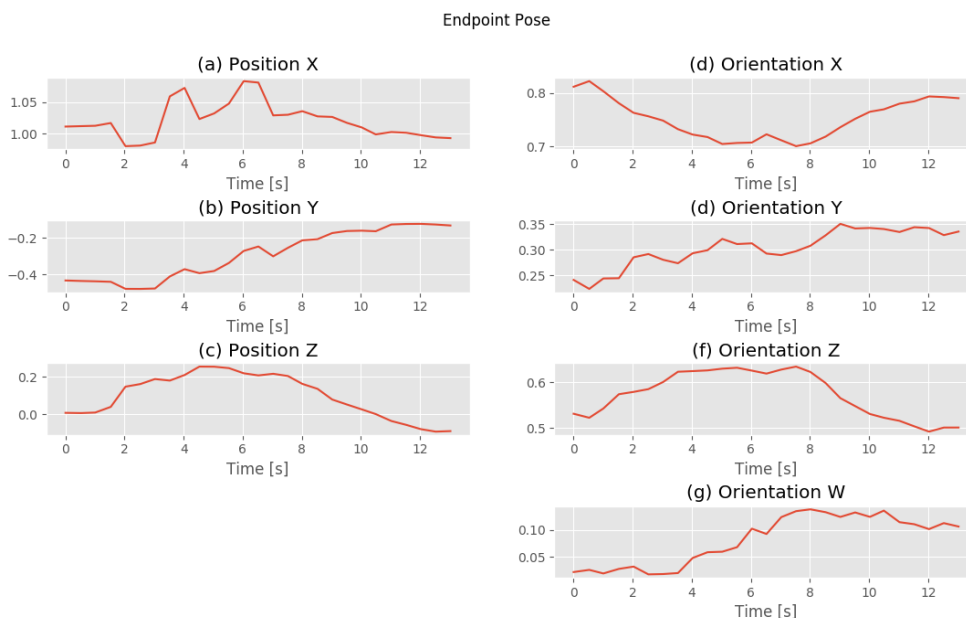 Endpoint Pose
(a) Position X
1.05
1.00
0 2 4 6 8 10 12
Time [s]
(b) Position Y
−0.2
−0.4
0 2 4 6 8 10 12
Time [s]
(c) Position Z
0.2
0.0
0 2 4 6 8 10 12
Time [s]
(d) Orientation X
0.8
0.7
0 2 4 6 8 10 12
Time [s]
(d) Orientation Y
0.35
0.30
0.25
0 2 4 6 8 10 12
Time [s]
(f) Orientation Z
0.6
0.5
0 2 4 6 8 10 12
Time [s]
(g) Orientation W
0.10
0.05
0 2 4 6 8 10 12
Time [s]